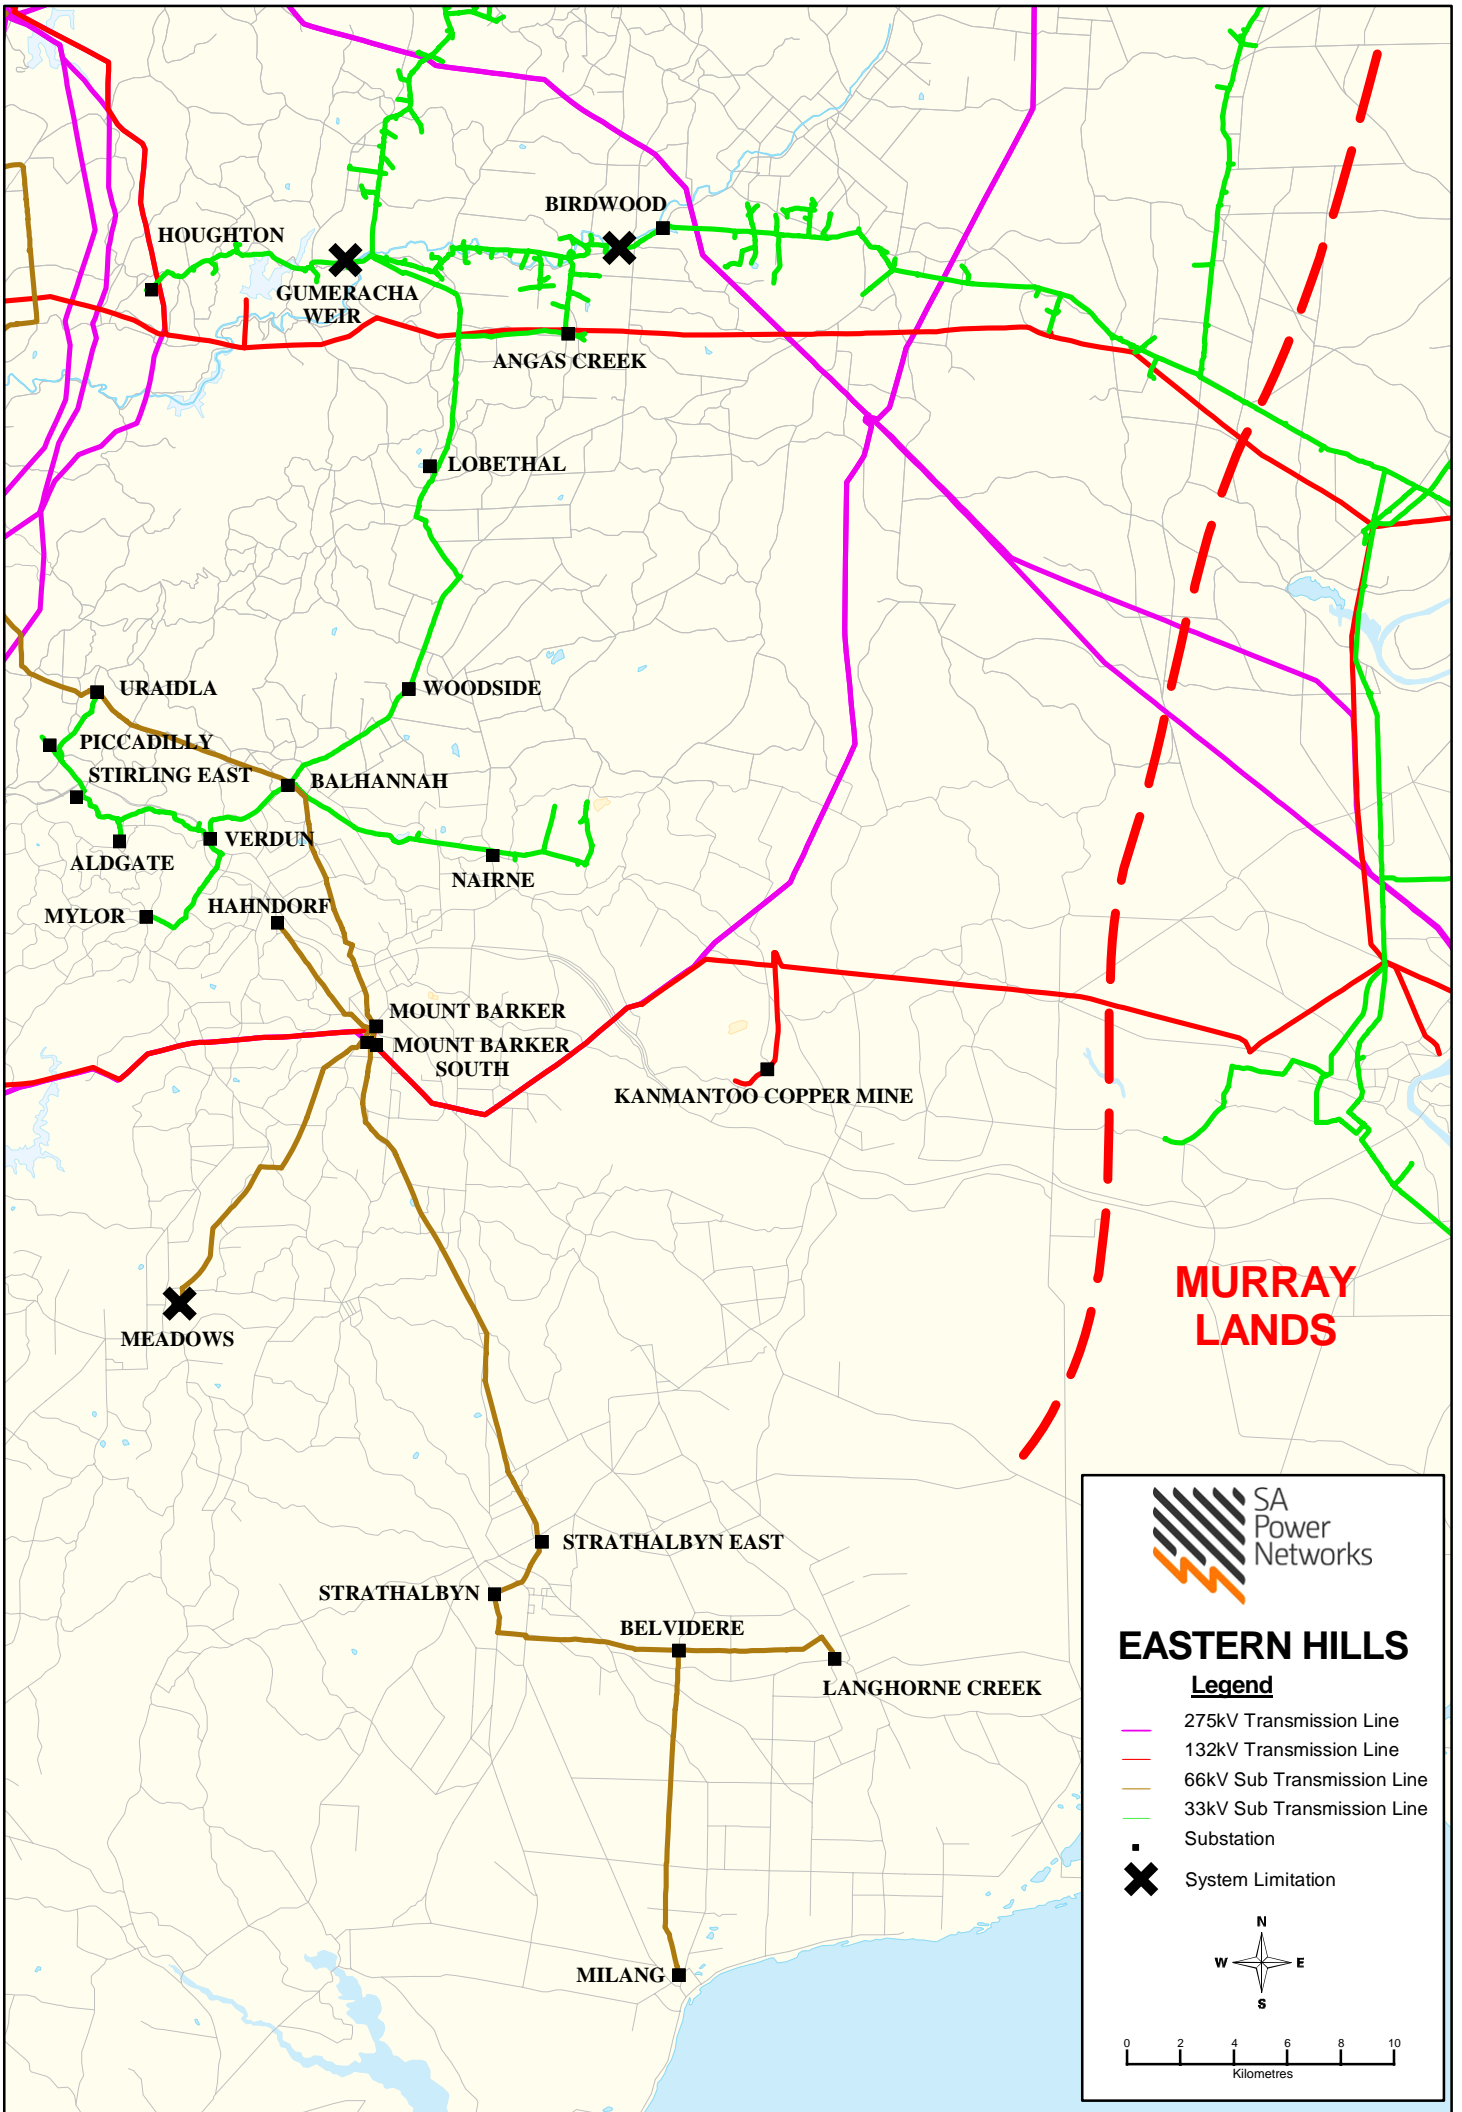 BIRDWOOD
HOUGHTON
GUMERACHA
WEIR
ANGAS CREEK
LOBETHAL
URAIDLA
WOODSIDE
PICCADILLY
STIRLING EAST
BALHANNAH
VERDUN
ALDGATE
NAIRNE
HAHNDORF
MYLOR
MOUNT BARKER
MOUNT BARKER
SOUTH
KANMANTOO COPPER MINE
MURRAY
LANDS
MEADOWS
STRATHALBYN EAST
STRATHALBYN
BELVIDERE
LANGHORNE CREEK
MILANG
SA
Power
Networks
EASTERN HILLS
Legend
275kV Transmission Line
132kV Transmission Line
66kV Sub Transmission Line
33kV Sub Transmission Line
Substation
System Limitation
N
W E
S
0 2 4 6 8 10
Kilometres